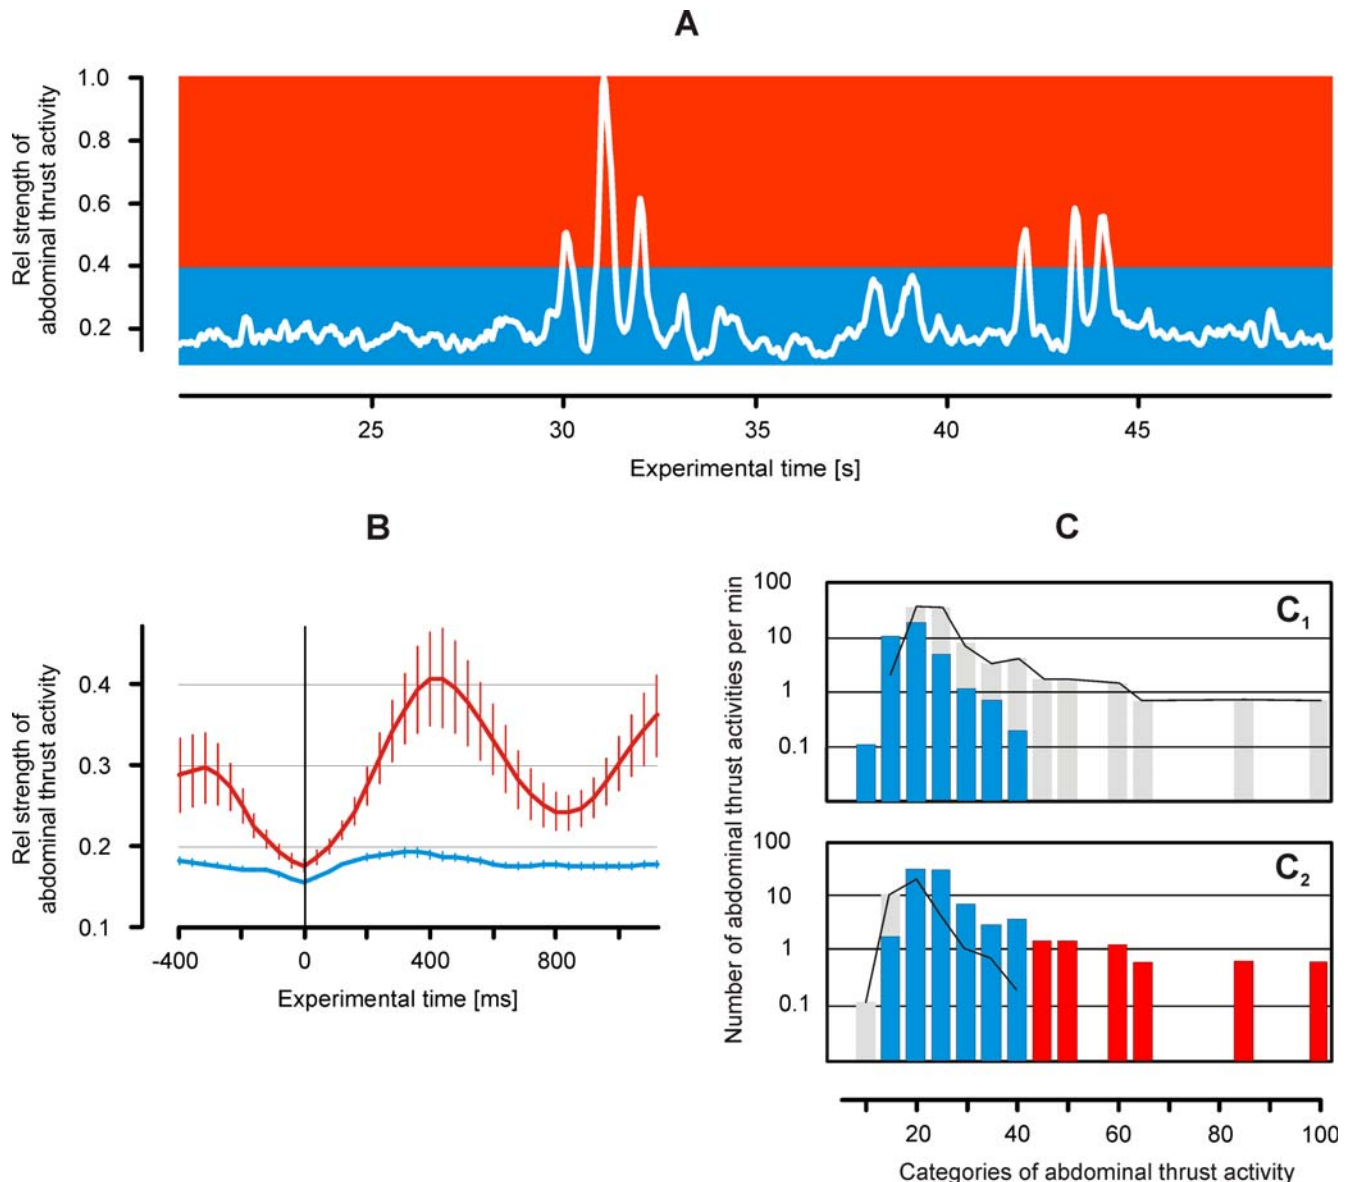 A
Rel strength of
abdominal thrust activity
1.0
0.8
0.6
0.4
0.2
25 30 35 40 45
Experimental time [s]
B
Rel strength of
abdominal thrust activity
0.4
0.3
0.2
0.1
-400 0 400 800
Experimental time [ms]
C
Number of abdominal thrust activities per min
100
10
1
0.1
C1
100
10
1
0.1
C2
20 40 60 80 100
Categories of abdominal thrust activity